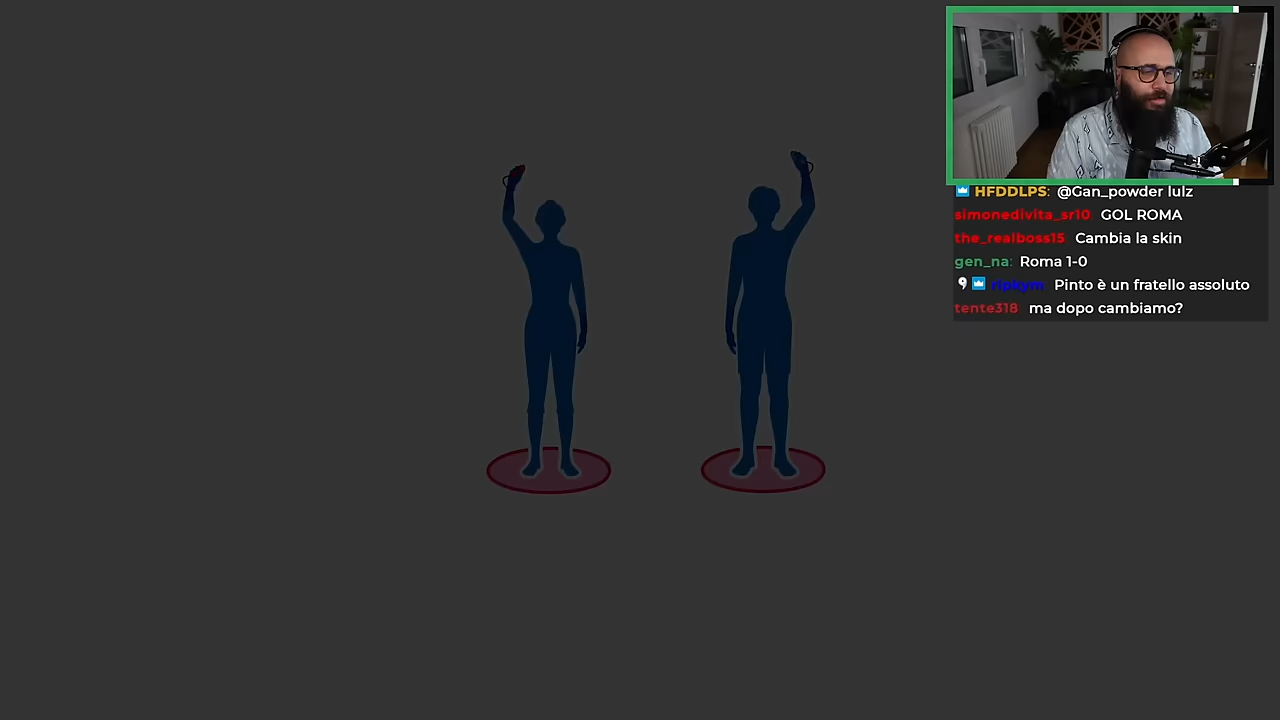 HFDDLPS: @Gan_powder lulz
simonedivita_sr10 GOL ROMA
the_realboss15 Cambia la skin
gen_na: Roma 1-0
ripkym Pinto è un fratello assoluto
tente318 ma dopo cambiamo?